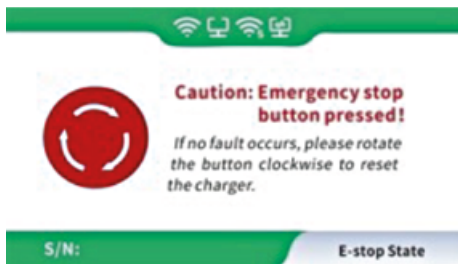 Caution: Emergency stop
button pressed!
If no fault occurs, please rotate
the button clockwise to reset
the charger.
S/N:
E-stop State